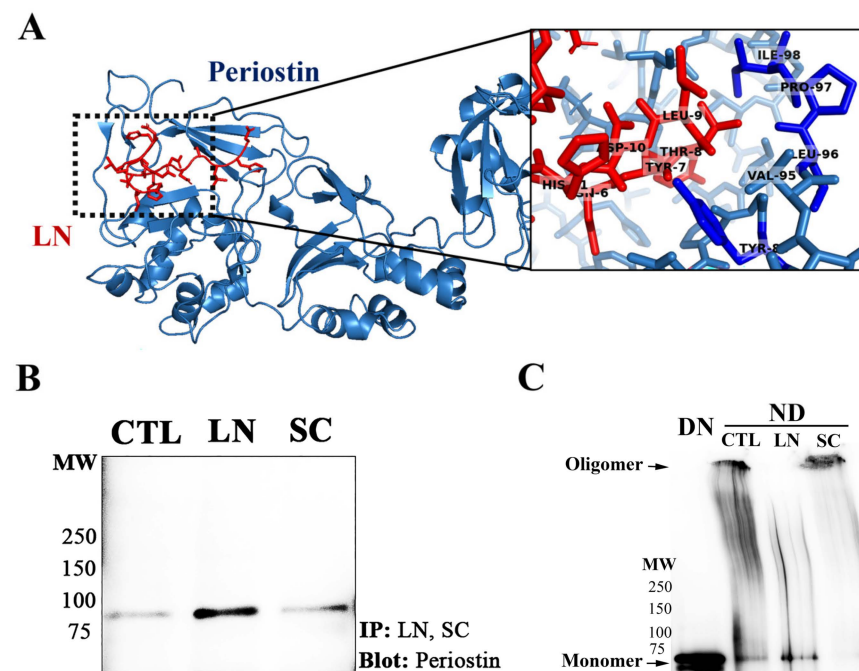 A
Periostin
LN
ILE-98
PRO-97
LEU-9
SP-10
THR-8
LEU-96
TYR-7
VAL-95
HIS
N-6
TYR-8
B
CTL LN SC
MW
250
150
100
75
IP: LN, SC
Blot: Periostin
C
ND
DN
CTL LN SC
Oligomer
MW
250
150
100
75
Monomer